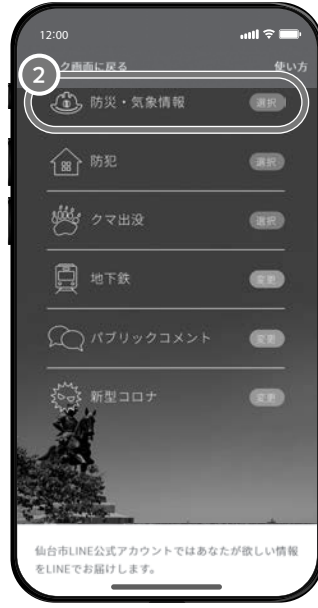 12:00
ク画面に戻る
使い方
2
防災・気象情報
選択
防犯
選択
クマ出没
選択
地下鉄
変更
パブリックコメント
変更
新型コロナ
変更
仙台市LINE公式アカウントではあなたが欲しい情報
をLINEでお届けします。